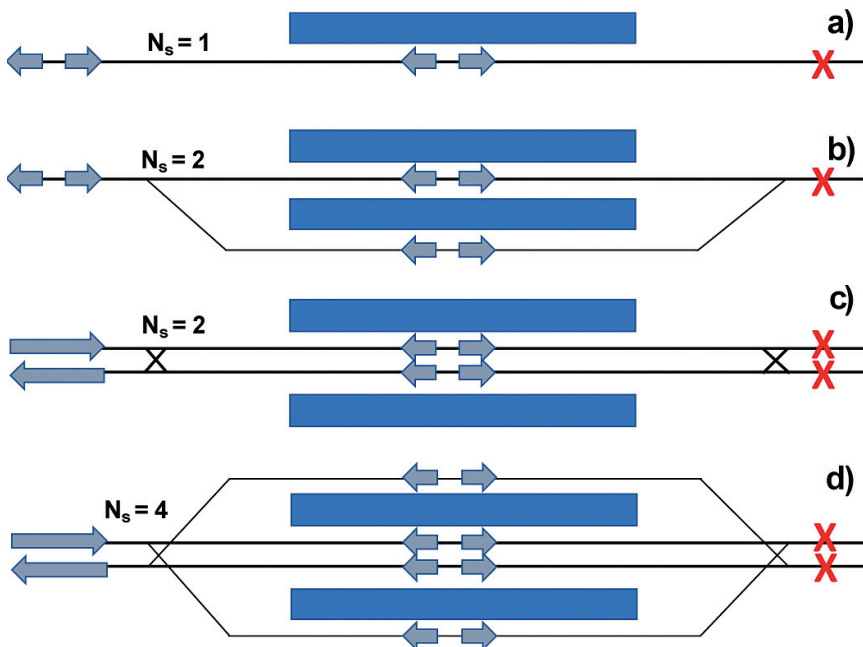 a)
Nₛ = 1
b)
Nₛ = 2
c)
Nₛ = 2
d)
Nₛ = 4